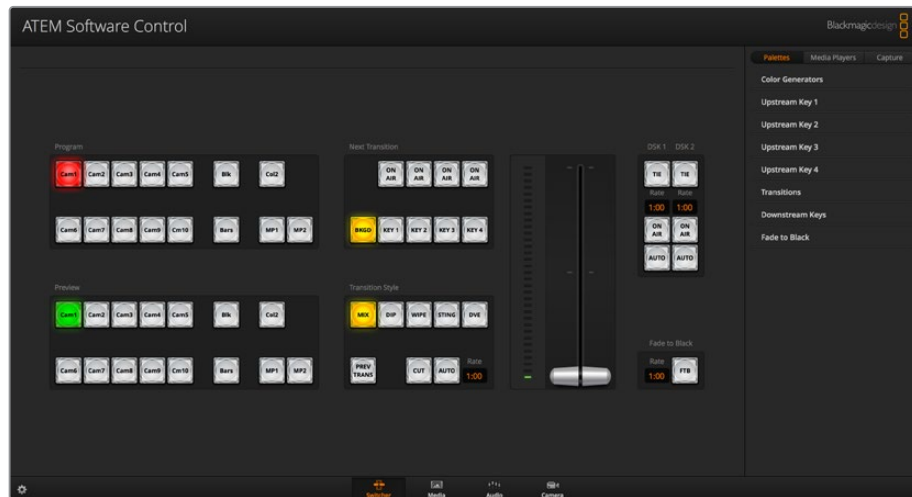 ATEM Software Control
Blackmagicdesign
Palettes Media Players Capture
Color Generators
Upstream Key 1
Upstream Key 2
Upstream Key 3
Upstream Key 4
Transitions
Downstream Keys
Fade to Black
Program
Cam1 Cam2 Cam3 Cam4 Cam5 Blk Col2
Cam6 Cam7 Cam8 Cam9 Cm10 Bars MP1 MP2
Next Transition
ON AIR ON AIR ON AIR ON AIR
BKGD KEY 1 KEY 2 KEY 3 KEY 4
DSK 1 DSK 2
TIE TIE
Rate Rate
1:00 1:00
ON AIR ON AIR
AUTO AUTO
Preview
Cam1 Cam2 Cam3 Cam4 Cam5 Blk Col2
Cam6 Cam7 Cam8 Cam9 Cm10 Bars MP1 MP2
Transition Style
MIX DIP WIPE STING DVE
PREV TRANS CUT AUTO
Rate
1:00
Fade to Black
Rate
1:00 FTB
Switcher Media Audio Camera